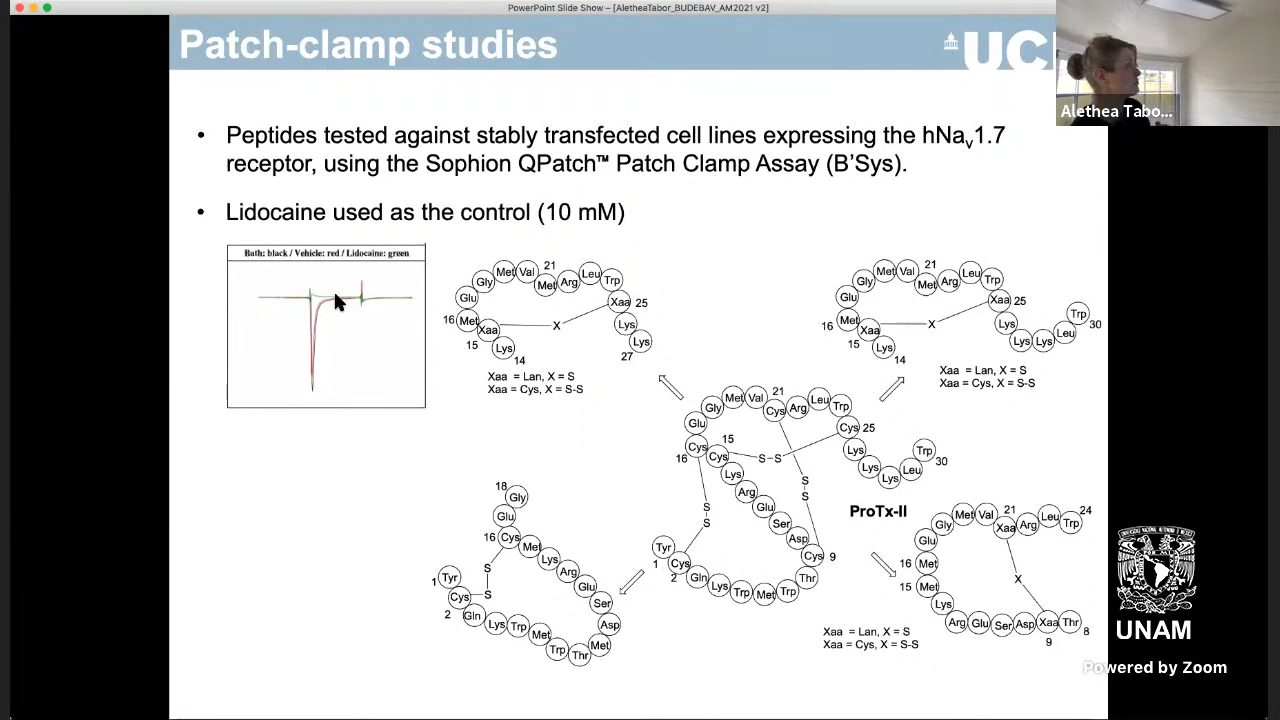 PowerPoint Slide Show – [AletheaTabor_BUDEBAV_AM2021 v2]
Patch-clamp studies
UCL
Alethea Tabo...
• Peptides tested against stably transfected cell lines expressing the hNav1.7
receptor, using the Sophion QPatch™ Patch Clamp Assay (B'Sys).
• Lidocaine used as the control (10 mM)
Bath: black / Vehicle: red / Lidocaine: green
Lys Xaa Met Glu Gly Met Val Met Arg Leu Trp Xaa Lys Lys
14 15 16 21 25 27
X
Xaa = Lan, X = S
Xaa = Cys, X = S-S
Lys Xaa Met Glu Gly Met Val Met Arg Leu Trp Xaa Lys Lys Lys Leu Trp
14 15 16 21 25 30
X
Xaa = Lan, X = S
Xaa = Cys, X = S-S
Tyr Cys Gln Lys Trp Met Trp Thr Cys Asp Ser Glu Arg Lys Cys Cys Glu Gly Met Val Cys Arg Leu Trp Cys Lys Lys Lys Leu Trp
1 2 9 15 16 21 25 30
S–S
S
S
S
S
ProTx-II
Tyr Cys Gln Lys Trp Met Trp Thr Met Asp Ser Glu Arg Lys Met Cys Glu Gly
1 2 16 18
S
S
Thr Xaa Asp Ser Glu Arg Lys Met Met Glu Gly Met Val Xaa Arg Leu Trp
8 9 15 16 21 24
X
Xaa = Lan, X = S
Xaa = Cys, X = S-S
UNAM
Powered by Zoom